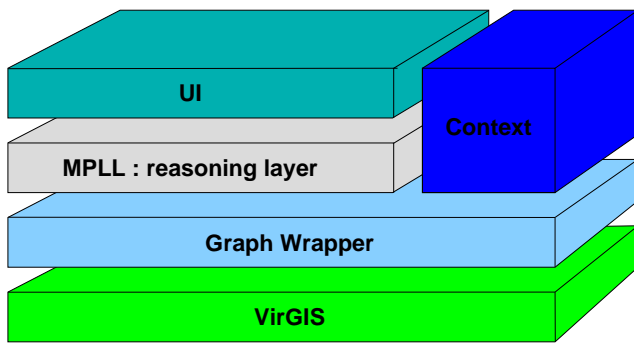 UI
Context
MPLL : reasoning layer
Graph Wrapper
VirGIS